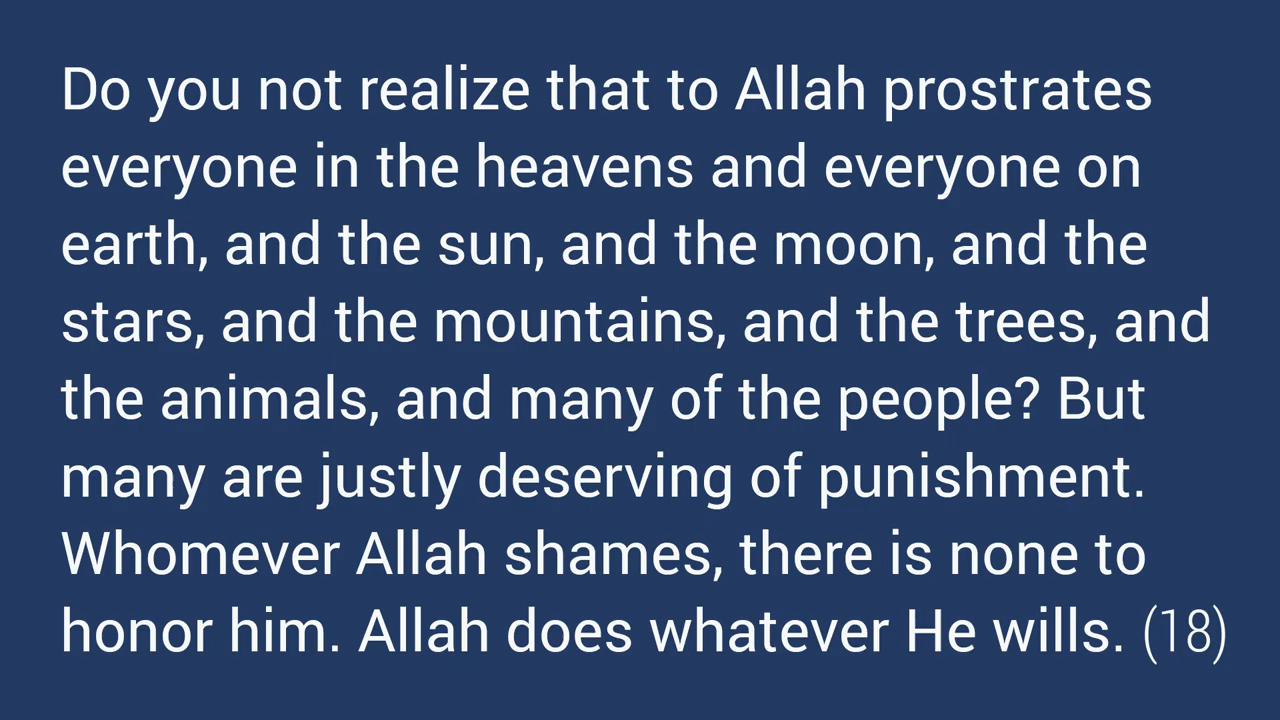 Do you not realize that to Allah prostrates
everyone in the heavens and everyone on
earth, and the sun, and the moon, and the
stars, and the mountains, and the trees, and
the animals, and many of the people? But
many are justly deserving of punishment.
Whomever Allah shames, there is none to
honor him. Allah does whatever He wills. (18)